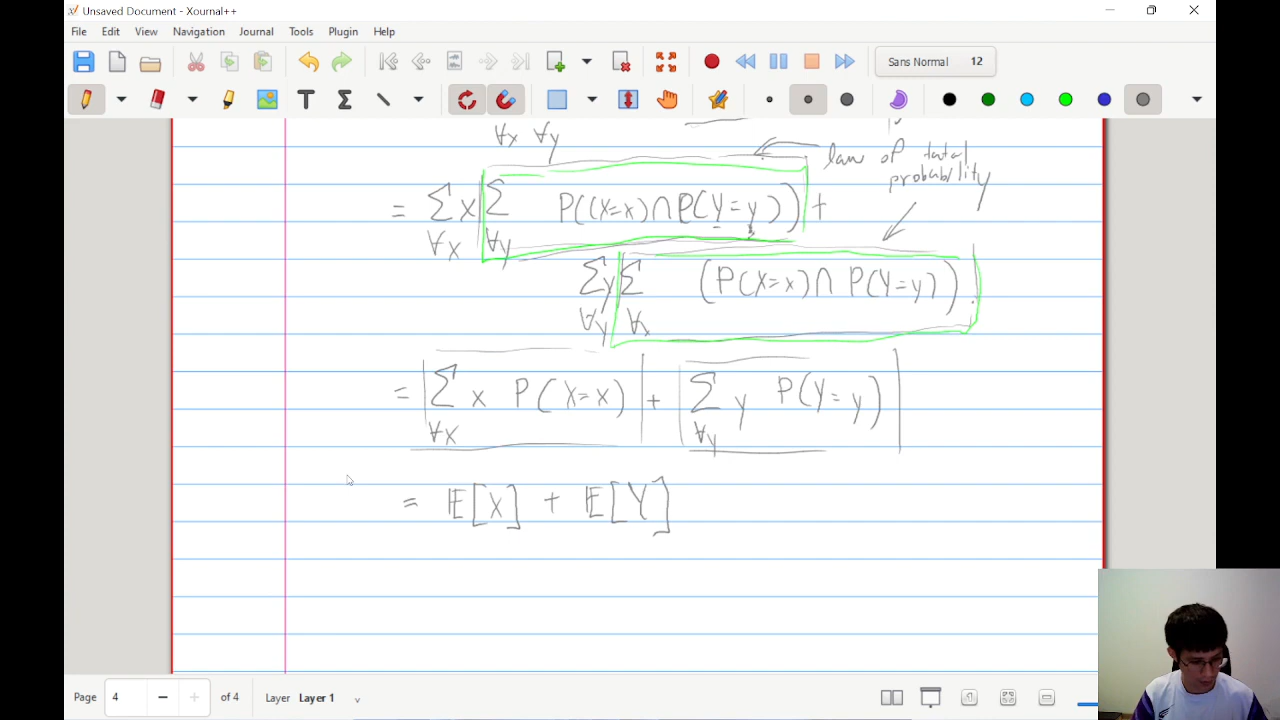 Unsaved Document - Xournal++
File Edit View Navigation Journal Tools Plugin Help
Sans Normal 12
∀x ∀y
law of total
probability
= ∑ x ∑ P((X=x)∩P(Y=y)) +
∀x ∀y
∑ y ∑ (P(X=x)∩ P(Y=y))
∀y ∀x
= ∑ x P(X=x) + ∑ y P(Y=y)
∀x ∀y
= E[X] + E[Y]
Page 4 of 4 Layer Layer 1